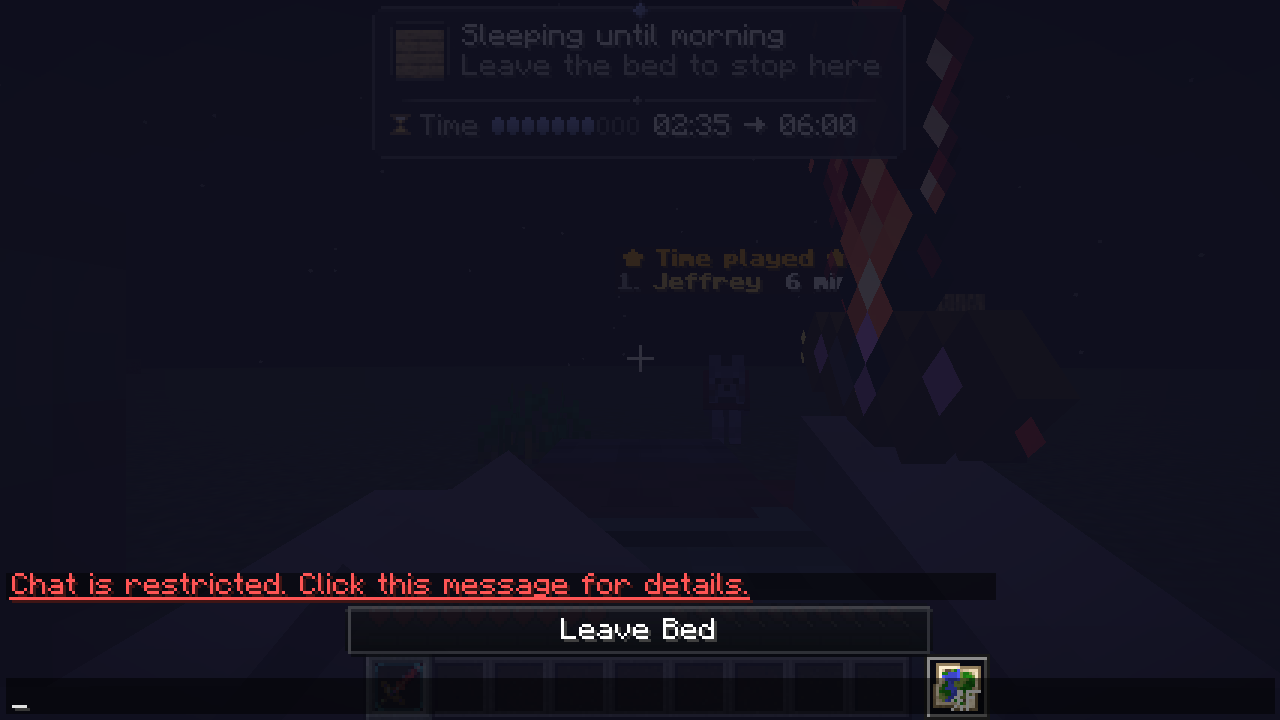 Sleeping until morning
Leave the bed to stop here
Time 02:35 → 06:00
Time played
1. Jeffrey 6 mi
Chat is restricted. Click this message for details.
Leave Bed